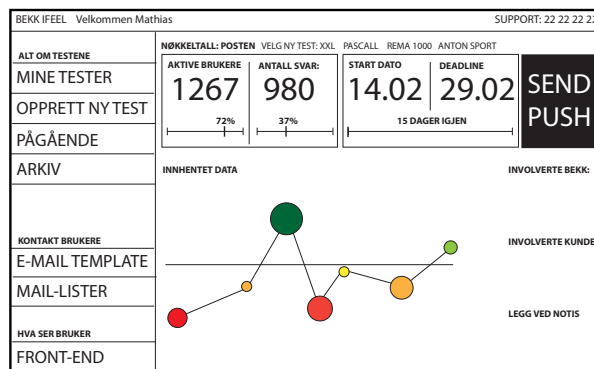 BEKK IFEEL Velkommen Mathias
SUPPORT: 22 22 22 22
ALT OM TESTENE
MINE TESTER
OPPRETT NY TEST
PÅGÅENDE
ARKIV
KONTAKT BRUKERE
E-MAIL TEMPLATE
MAIL-LISTER
HVA SER BRUKER
FRONT-END
NØKKELTALL: POSTEN VELG NY TEST: XXL PASCALL REMA 1000 ANTON SPORT
AKTIVE BRUKERE
1267
72%
ANTALL SVAR:
980
37%
START DATO
14.02
DEADLINE
29.02
15 DAGER IGJEN
SEND
PUSH
INNHENTET DATA
INVOLVERTE BEKK:
INVOLVERTE KUNDE
LEGG VED NOTIS